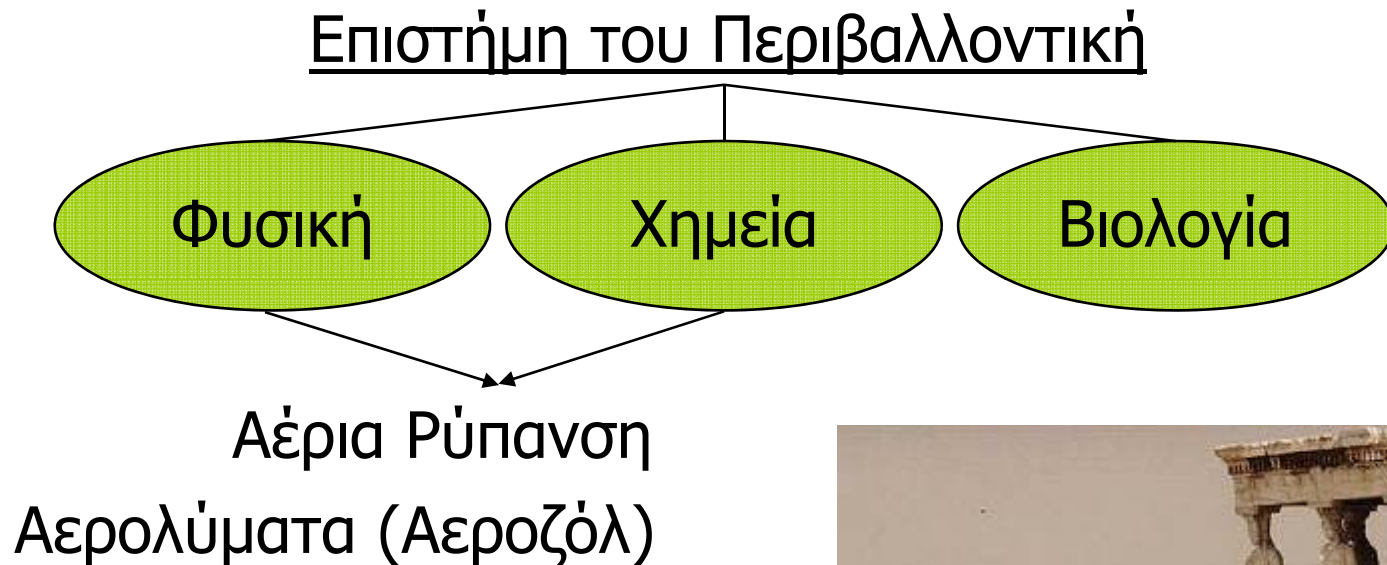 Επιστήμη του Περιβαλλοντική
Φυσική
Χημεία
Βιολογία
Αέρια Ρύπανση
Αερολύματα (Αεροζόλ)